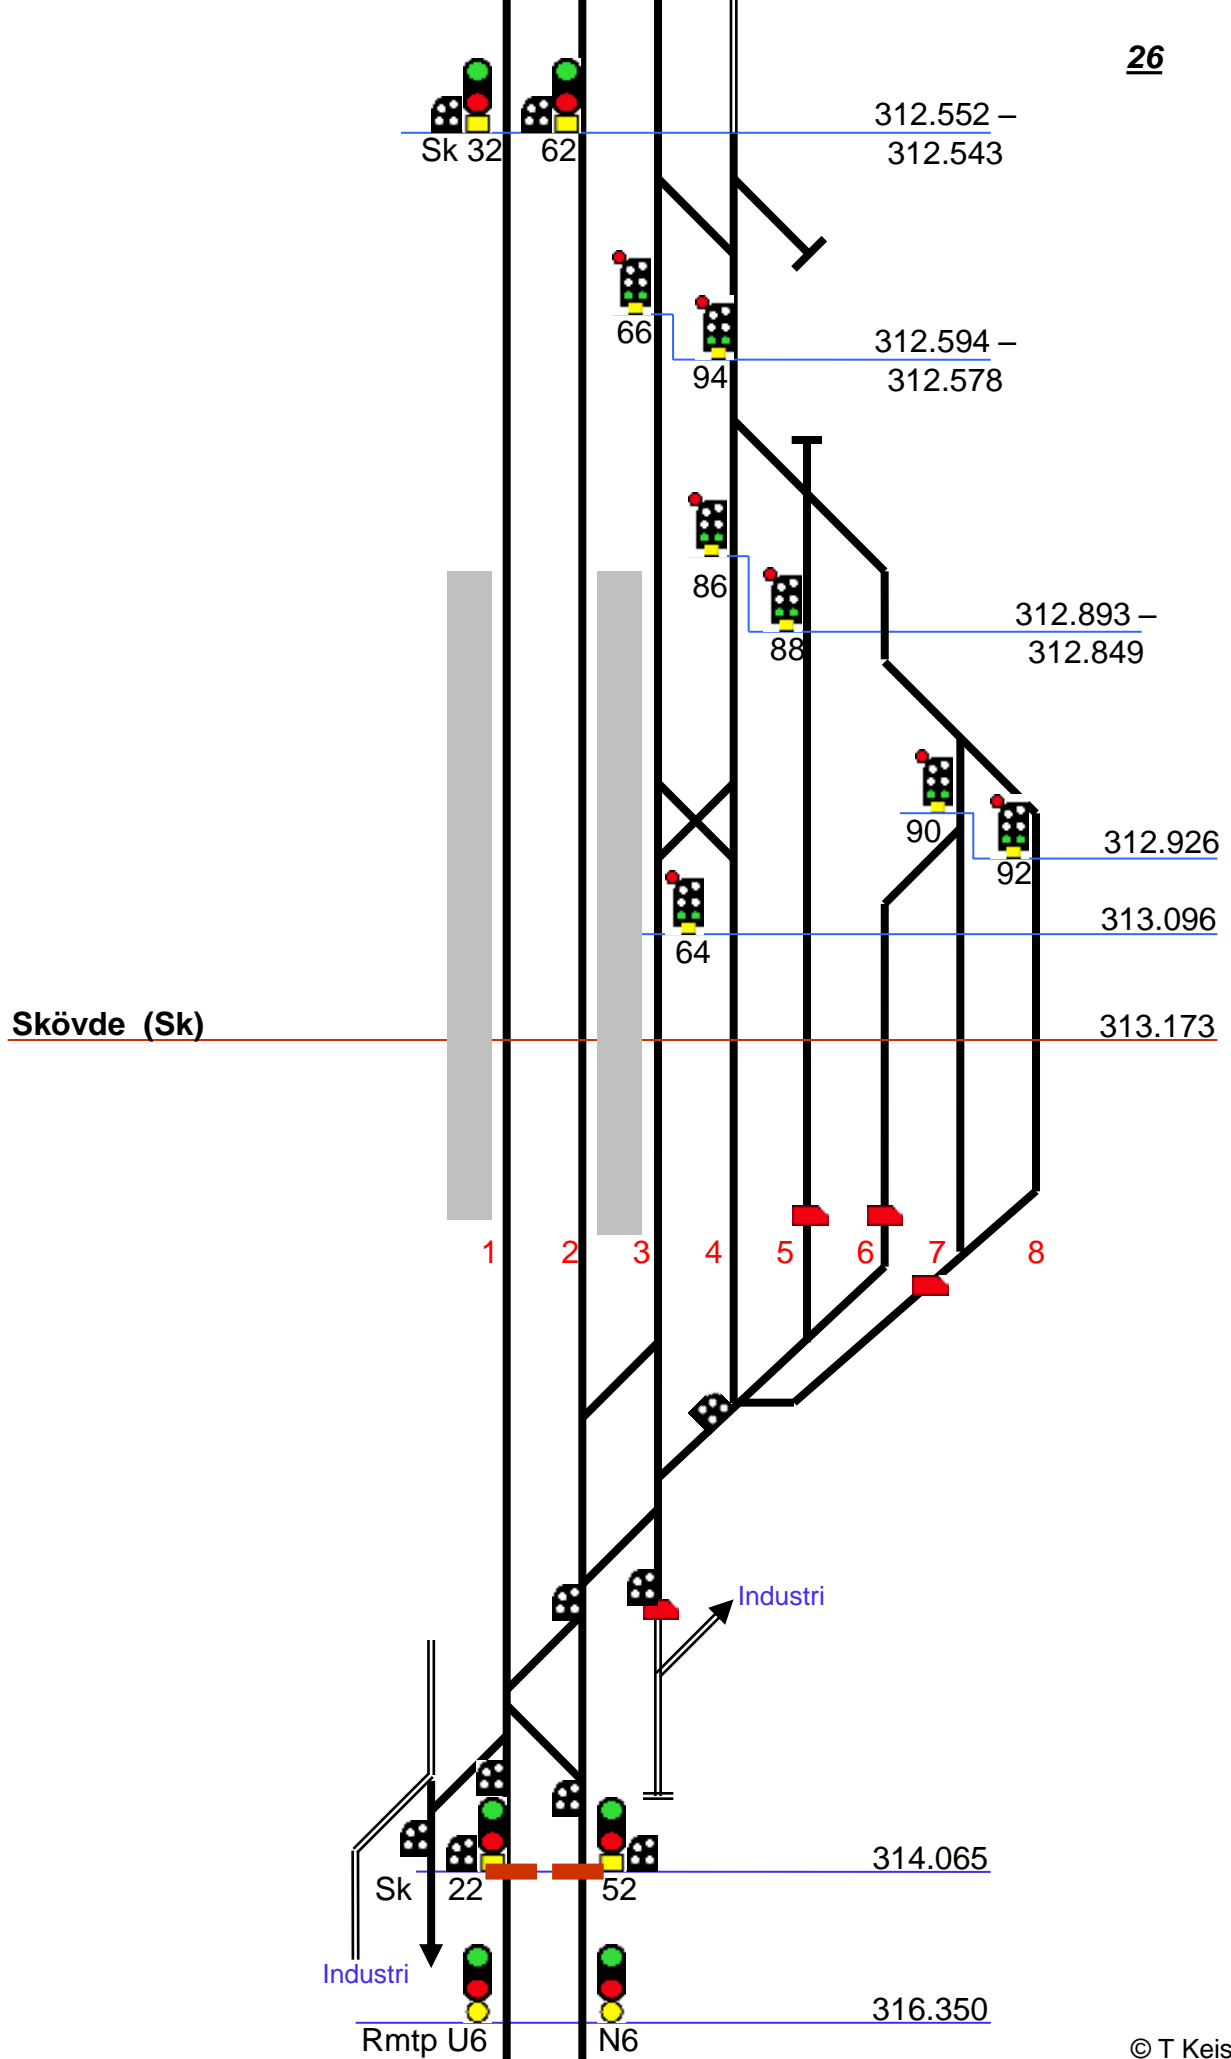 26
312.552 –
312.543
Sk 32 62
66
312.594 –
312.578
94
86
312.893 –
312.849
88
90
312.926
92
313.096
64
Skövde (Sk)
313.173
1 2 3 4 5 6 7 8
Industri
314.065
Sk 22 52
Industri
316.350
Rmtp U6 N6
© T Keis